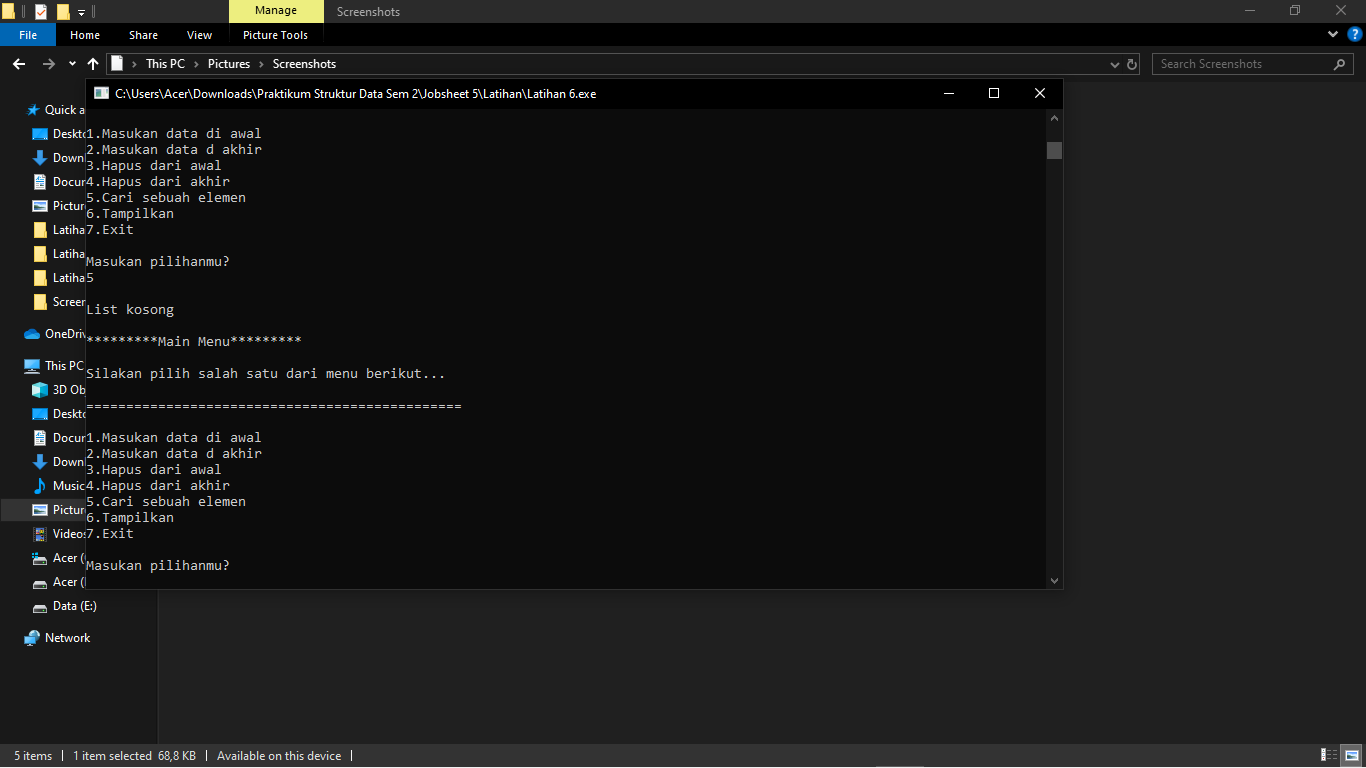 Manage
Screenshots
File
Home
Share
View
Picture Tools
This PC
Pictures
Screenshots
Search Screenshots
C:\Users\Acer\Downloads\Praktikum Struktur Data Sem 2\Jobsheet 5\Latihan\Latihan 6.exe
1.Masukan data di awal
2.Masukan data d akhir
3.Hapus dari awal
4.Hapus dari akhir
5.Cari sebuah elemen
6.Tampilkan
7.Exit
Masukan pilihanmu?
5
List kosong
*********Main Menu*********
Silakan pilih salah satu dari menu berikut...
===============================================
1.Masukan data di awal
2.Masukan data d akhir
3.Hapus dari awal
4.Hapus dari akhir
5.Cari sebuah elemen
6.Tampilkan
7.Exit
Masukan pilihanmu?
Quick a
Deskto
Down
Docur
Pictur
Latiha
Latiha
Latiha
Screer
OneDriv
This PC
3D Ob
Deskto
Docur
Down
Music
Pictur
Videos
Acer (
Acer (
Data (E:)
Network
5 items
1 item selected 68,8 KB
Available on this device